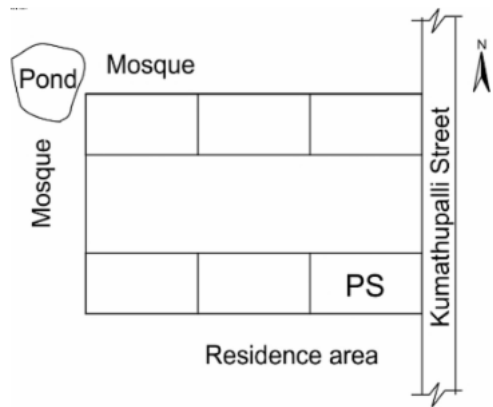 Mosque
N
Pond
Mosque
Kumathupalli Street
PS
Residence area